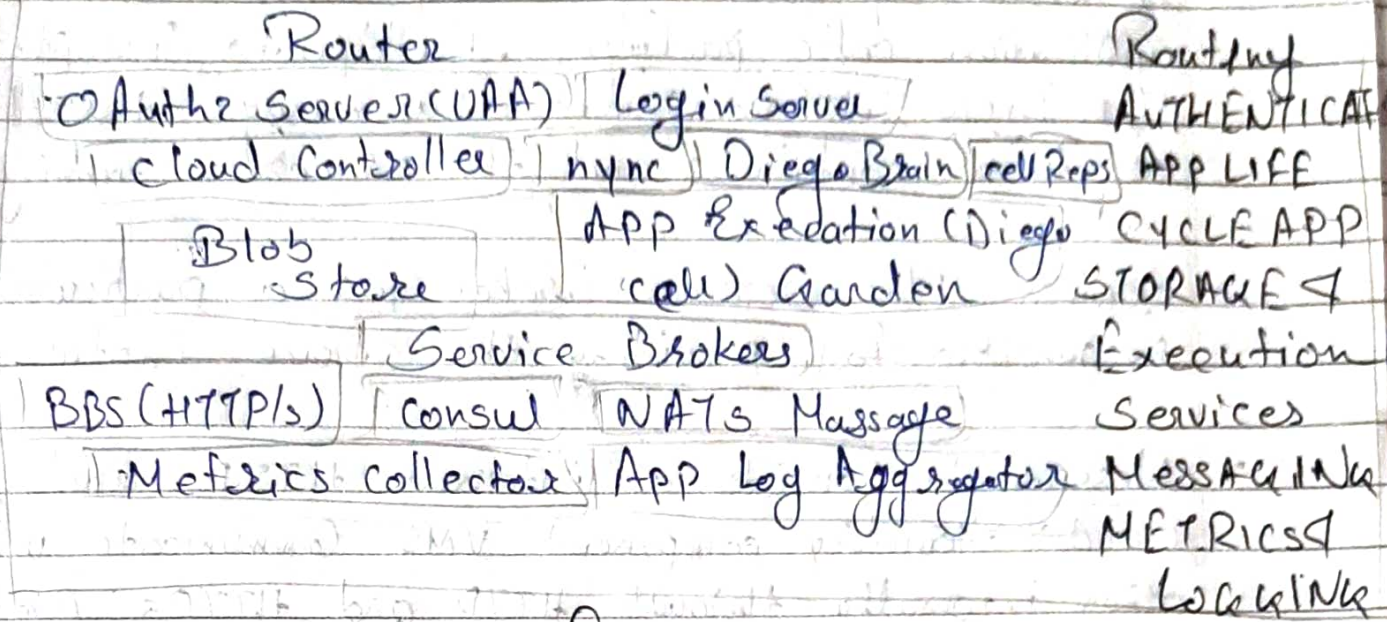 Router Routing
OAuth2 Server (UAA) Login Server AUTHENTICAT
Cloud Controller nync Diego Brain cell Reps APP LIFE
Blob App Exedation (Diego CYCLE APP
Store cell) Garden STORAGE &
Service Brokers Execution
BBS (HTTP/s) Consul NATS Massage Services
Metrics collector App Log Aggregator MessAGING
METRICS &
LOGGING